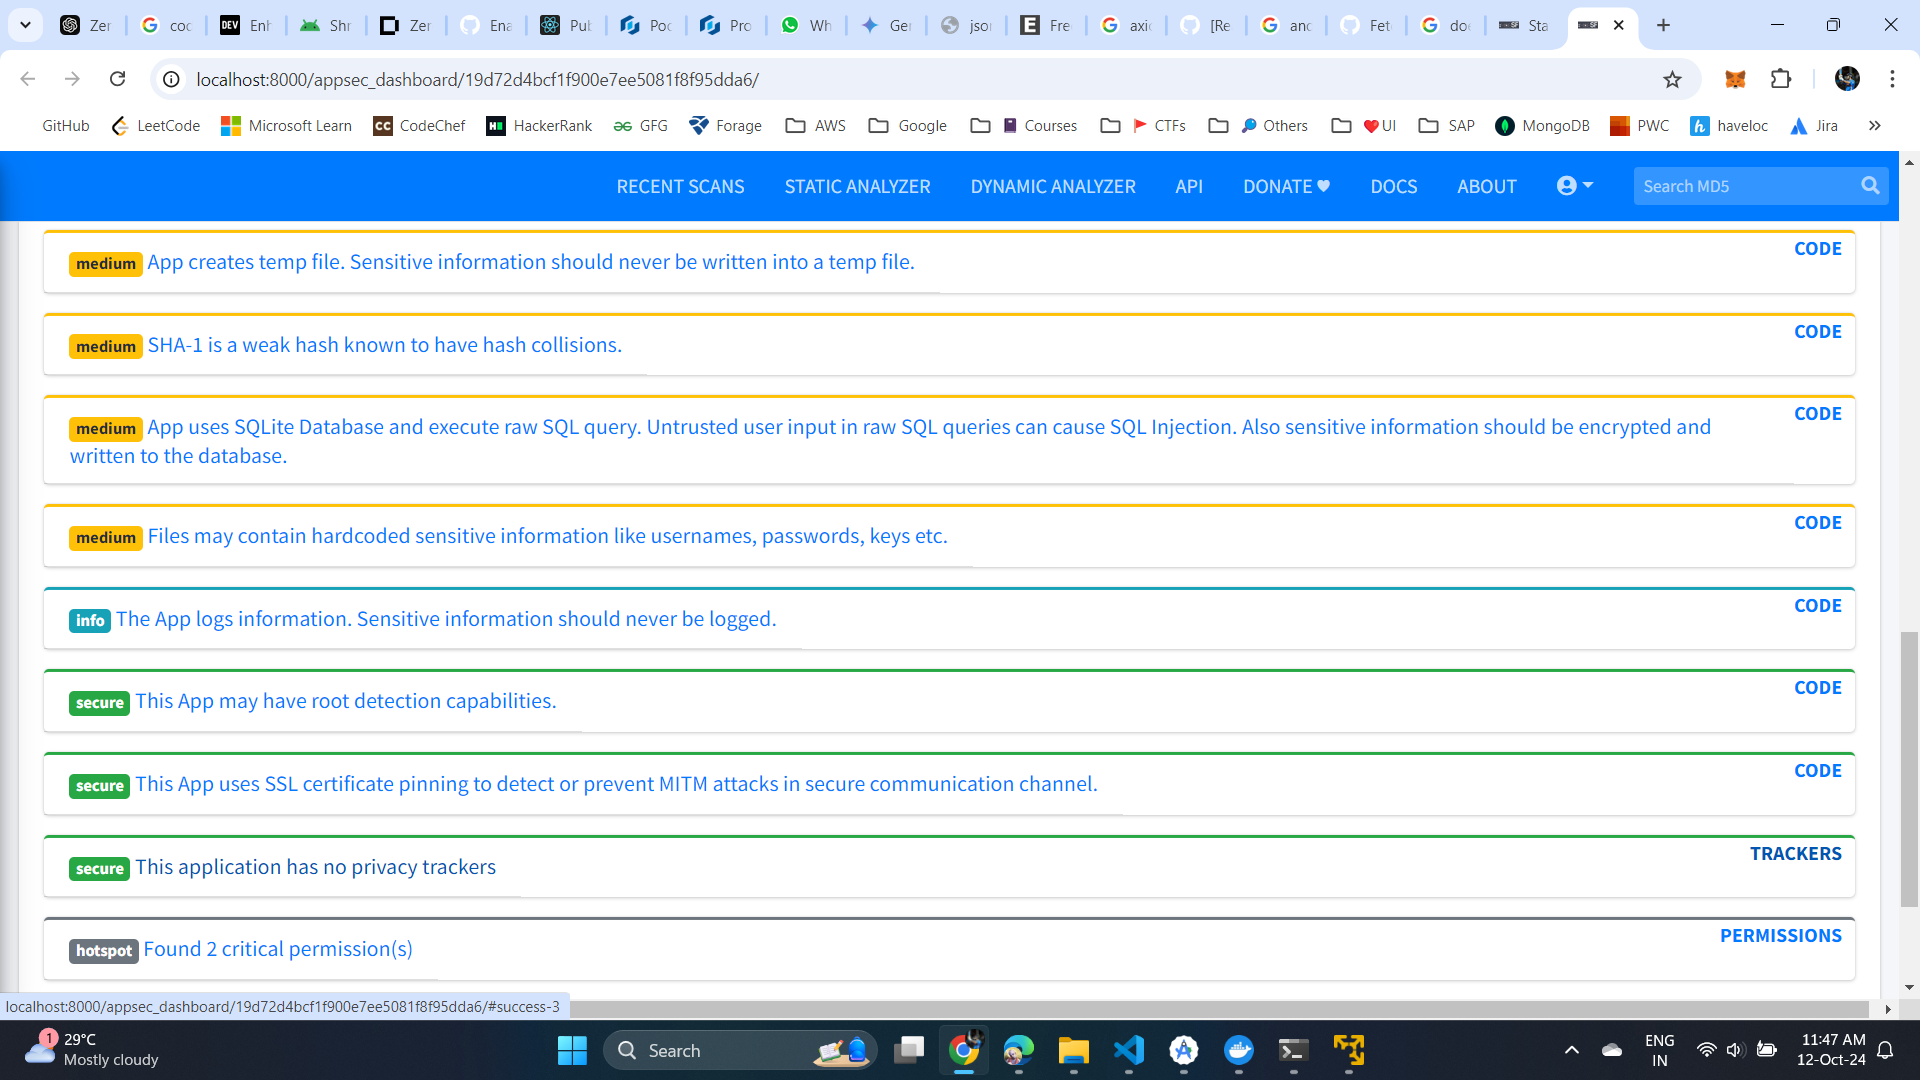 Zer
coc
DEV
Enh
Shr
Zer
Ena
Pub
Poc
Pro
Wh
Ger
jsor
E
Fre
axic
[Re
anc
Fet
doe
Sta
localhost:8000/appsec_dashboard/19d72d4bcf1f900e7ee5081f8f95dda6/
GitHub LeetCode Microsoft Learn CC CodeChef H HackerRank GFG Forage AWS Google Courses CTFs Others UI SAP MongoDB PWC h haveloc Jira »
RECENT SCANS STATIC ANALYZER DYNAMIC ANALYZER API DONATE ♥ DOCS ABOUT Search MD5
medium App creates temp file. Sensitive information should never be written into a temp file. CODE
medium SHA-1 is a weak hash known to have hash collisions. CODE
medium App uses SQLite Database and execute raw SQL query. Untrusted user input in raw SQL queries can cause SQL Injection. Also sensitive information should be encrypted and CODE
written to the database.
medium Files may contain hardcoded sensitive information like usernames, passwords, keys etc. CODE
info The App logs information. Sensitive information should never be logged. CODE
secure This App may have root detection capabilities. CODE
secure This App uses SSL certificate pinning to detect or prevent MITM attacks in secure communication channel. CODE
secure This application has no privacy trackers TRACKERS
hotspot Found 2 critical permission(s) PERMISSIONS
localhost:8000/appsec_dashboard/19d72d4bcf1f900e7ee5081f8f95dda6/#success-3
1
29°C
Mostly cloudy
Search
ENG
IN
11:47 AM
12-Oct-24